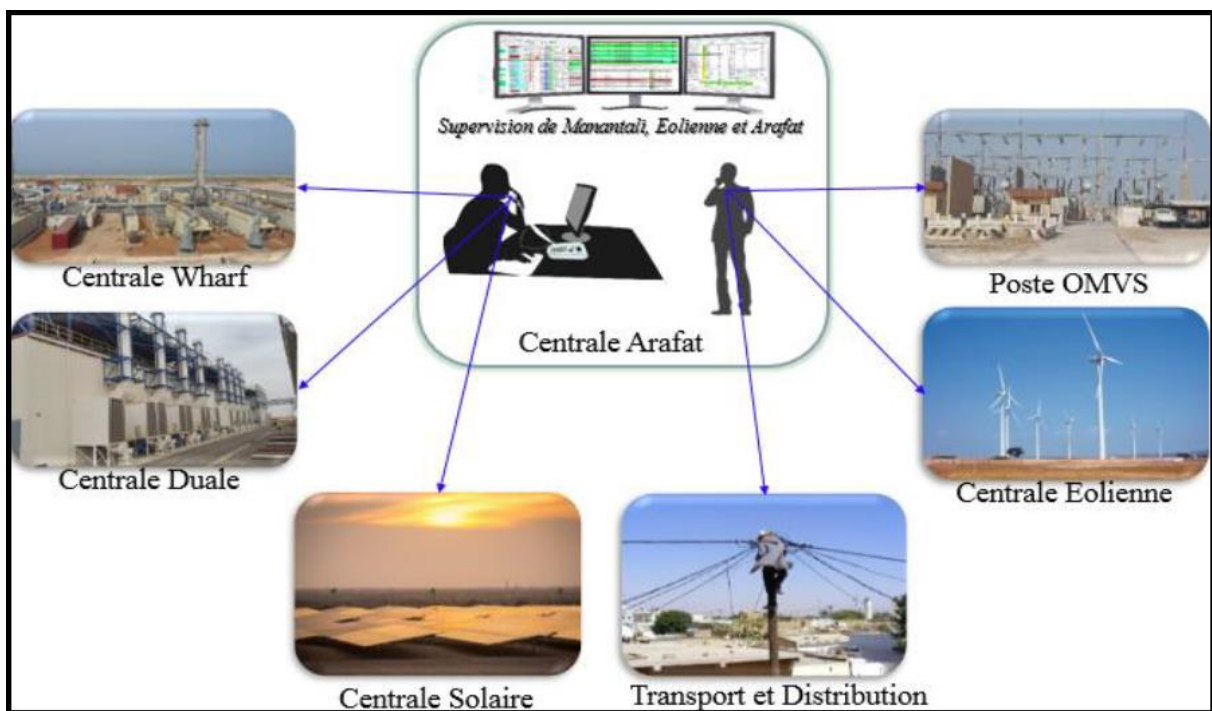 Supervision de Manantali, Eolienne et Arafat
Centrale Arafat
Centrale Wharf
Poste OMVS
Centrale Duale
Centrale Eolienne
Centrale Solaire
Transport et Distribution